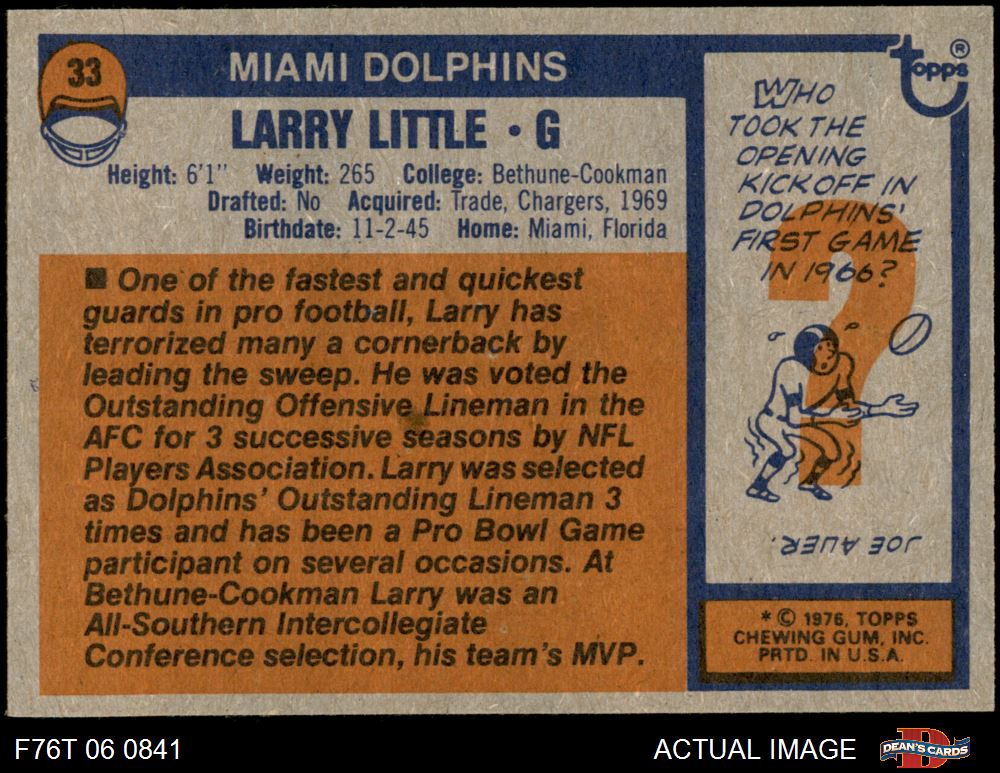 33
MIAMI DOLPHINS
LARRY LITTLE • G
Height: 6'1" Weight: 265 College: Bethune-Cookman
Drafted: No Acquired: Trade, Chargers, 1969
Birthdate: 11-2-45 Home: Miami, Florida
■ One of the fastest and quickest
guards in pro football, Larry has
terrorized many a cornerback by
leading the sweep. He was voted the
Outstanding Offensive Lineman in the
AFC for 3 successive seasons by NFL
Players Association. Larry was selected
as Dolphins' Outstanding Lineman 3
times and has been a Pro Bowl Game
participant on several occasions. At
Bethune-Cookman Larry was an
All-Southern Intercollegiate
Conference selection, his team's MVP.
topps ®
WHO
TOOK THE
OPENING
KICKOFF IN
DOLPHINS'
FIRST GAME
IN 1966?
?
JOE AUER.
* © 1976, TOPPS
CHEWING GUM, INC.
PRTD. IN U.S.A.
F76T 06 0841
ACTUAL IMAGE
DEAN'S CARDS